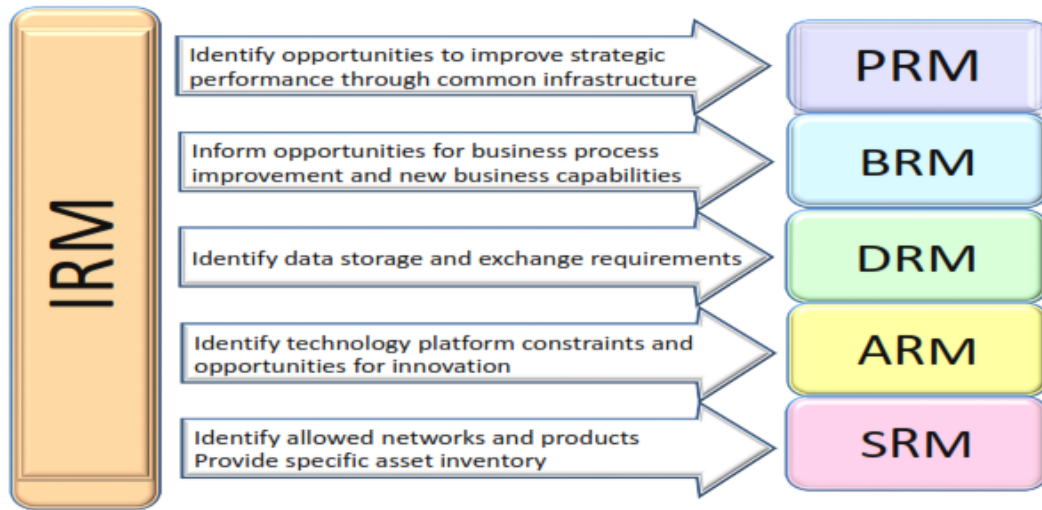 IRM
Identify opportunities to improve strategic
performance through common infrastructure
PRM
Inform opportunities for business process
improvement and new business capabilities
BRM
Identify data storage and exchange requirements
DRM
Identify technology platform constraints and
opportunities for innovation
ARM
Identify allowed networks and products
Provide specific asset inventory
SRM